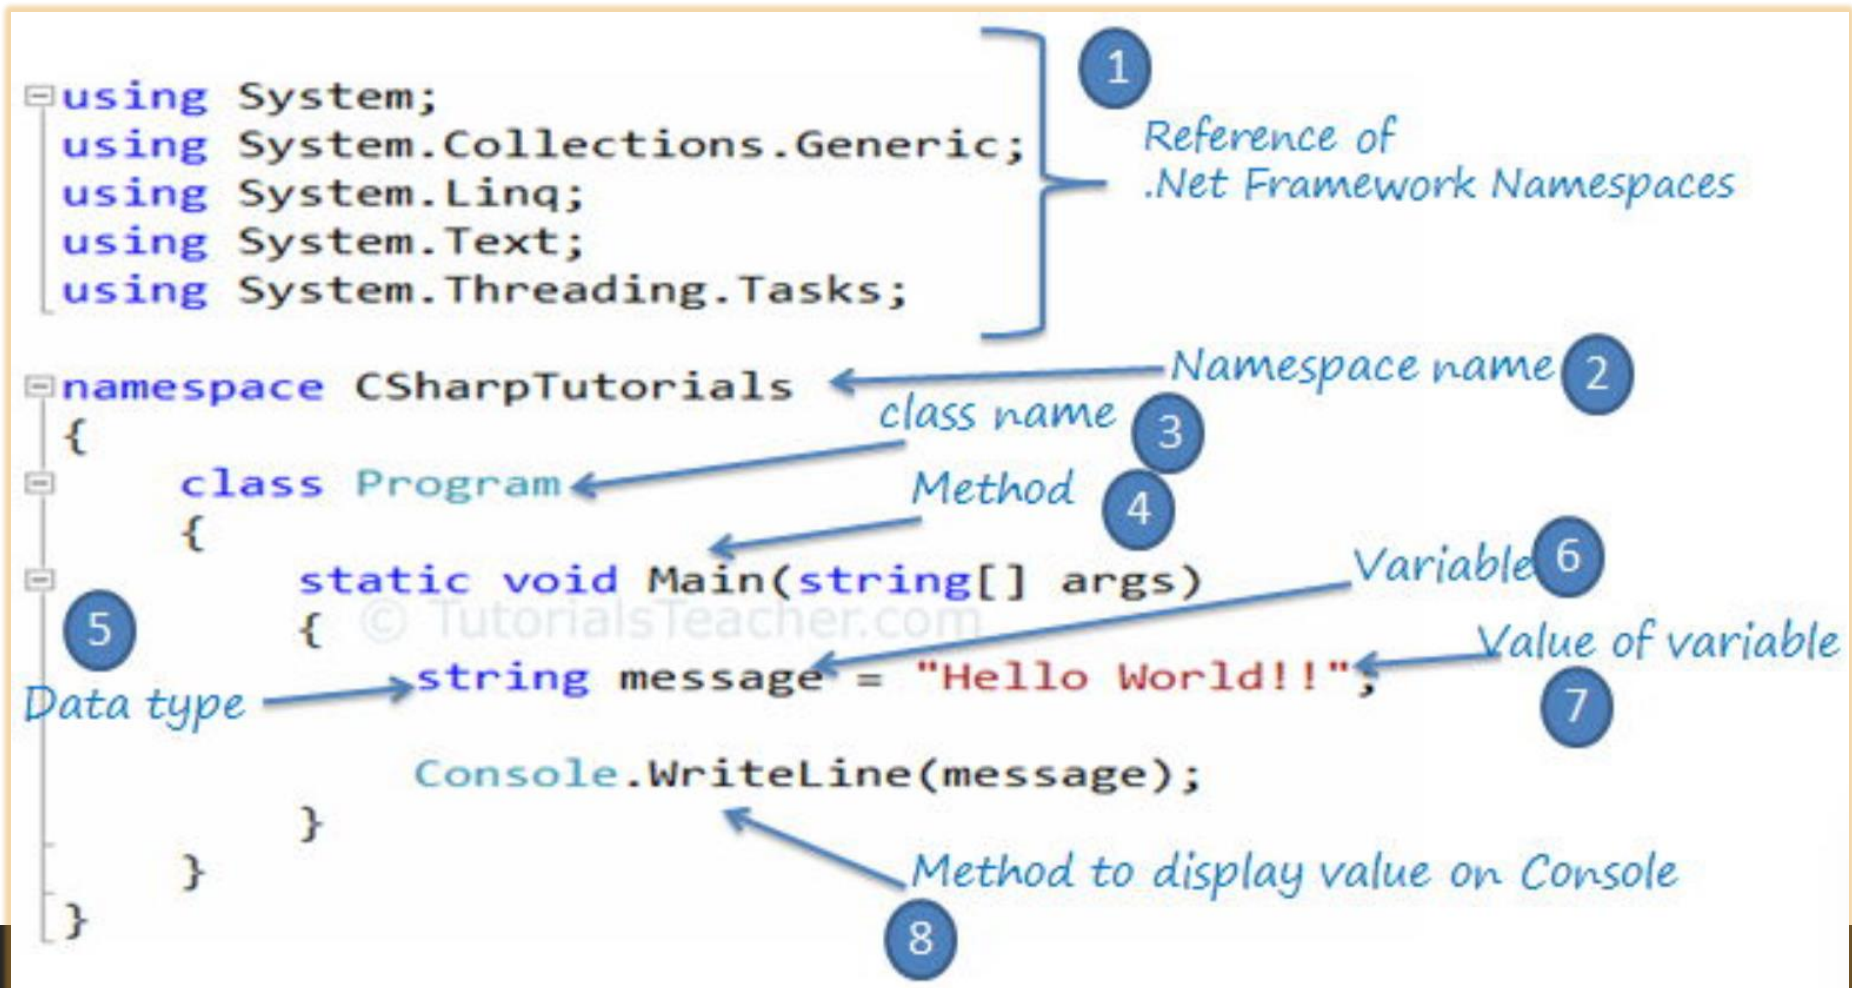 1
using System;
using System.Collections.Generic;
using System.Linq;
using System.Text;
using System.Threading.Tasks;
Reference of
.Net Framework Namespaces
namespace CSharpTutorials
Namespace name 2
{
class name 3
class Program
Method 4
{
static void Main(string[] args)
Variable 6
{
© TutorialsTeacher.com
5
Data type
string message = "Hello World!!";
Value of variable
7
Console.WriteLine(message);
}
Method to display value on Console
8
}
}